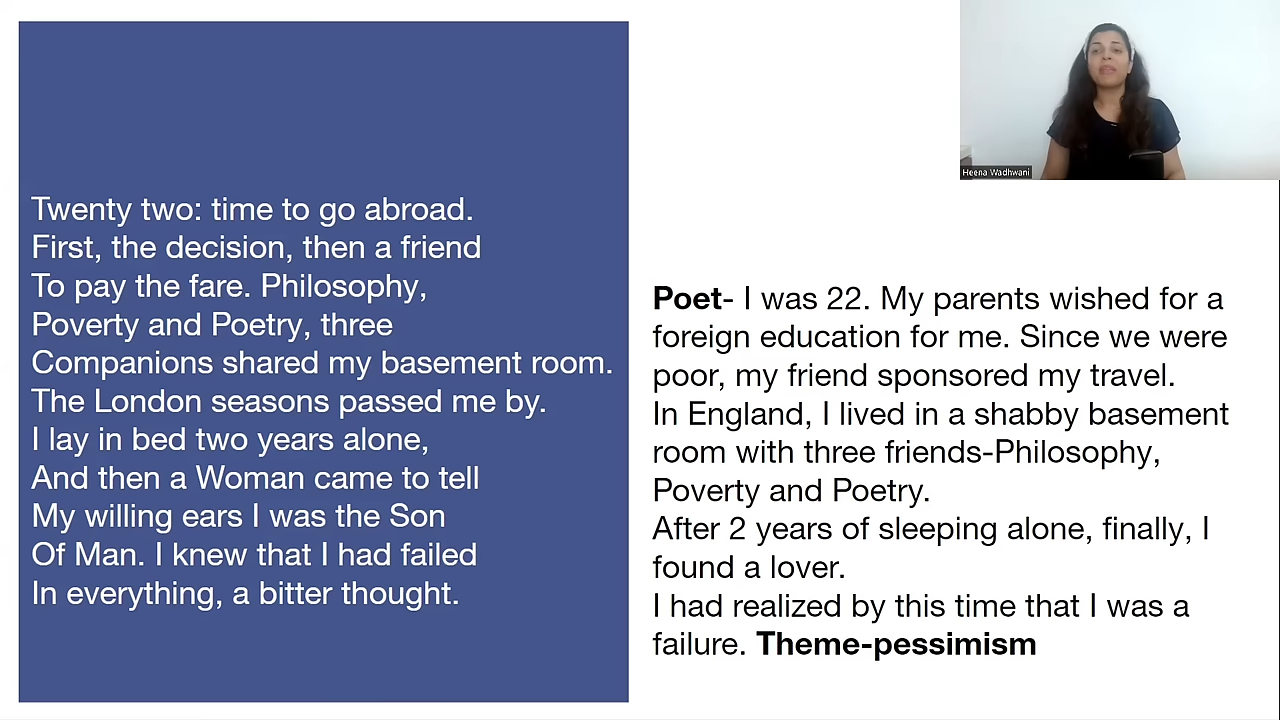 Twenty two: time to go abroad.
First, the decision, then a friend
To pay the fare. Philosophy,
Poverty and Poetry, three
Companions shared my basement room.
The London seasons passed me by.
I lay in bed two years alone,
And then a Woman came to tell
My willing ears I was the Son
Of Man. I knew that I had failed
In everything, a bitter thought.
Heena Wadhwani
Poet- I was 22. My parents wished for a
foreign education for me. Since we were
poor, my friend sponsored my travel.
In England, I lived in a shabby basement
room with three friends-Philosophy,
Poverty and Poetry.
After 2 years of sleeping alone, finally, I
found a lover.
I had realized by this time that I was a
failure. Theme-pessimism